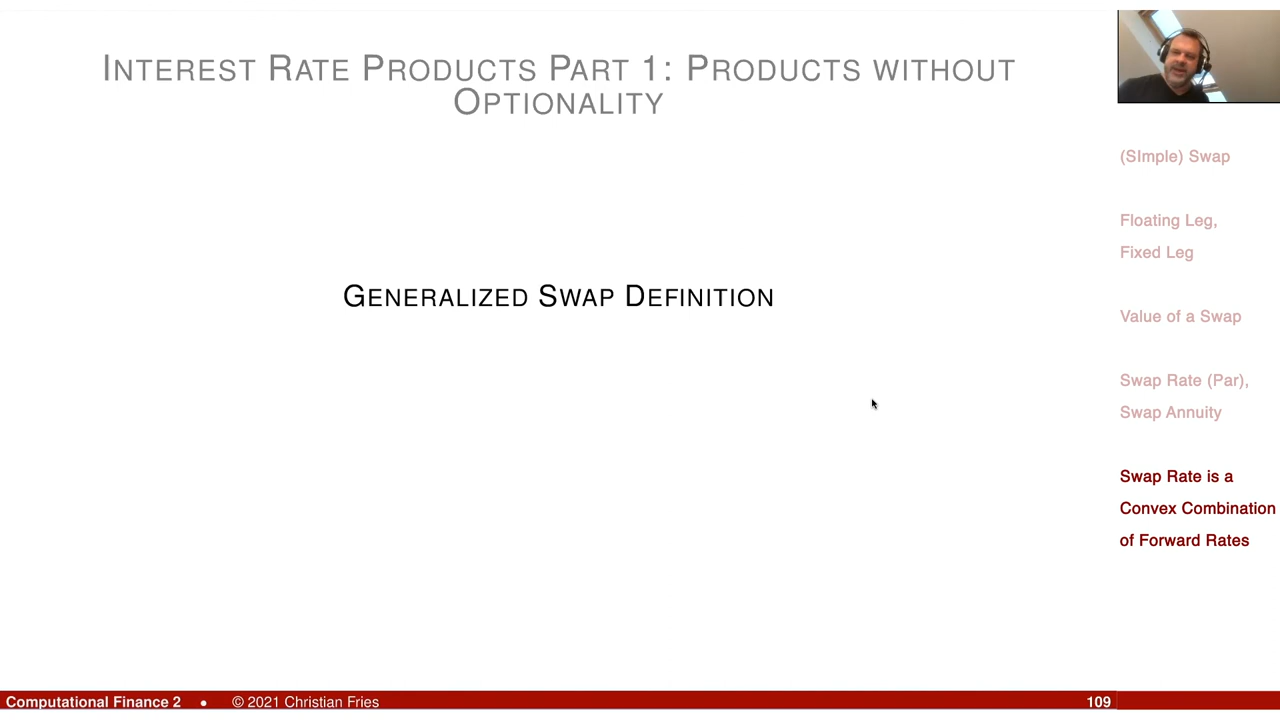 INTEREST RATE PRODUCTS PART 1: PRODUCTS WITHOUT
OPTIONALITY
GENERALIZED SWAP DEFINITION
(SImple) Swap
Floating Leg,
Fixed Leg
Value of a Swap
Swap Rate (Par),
Swap Annuity
Swap Rate is a
Convex Combination
of Forward Rates
Computational Finance 2 • © 2021 Christian Fries 109